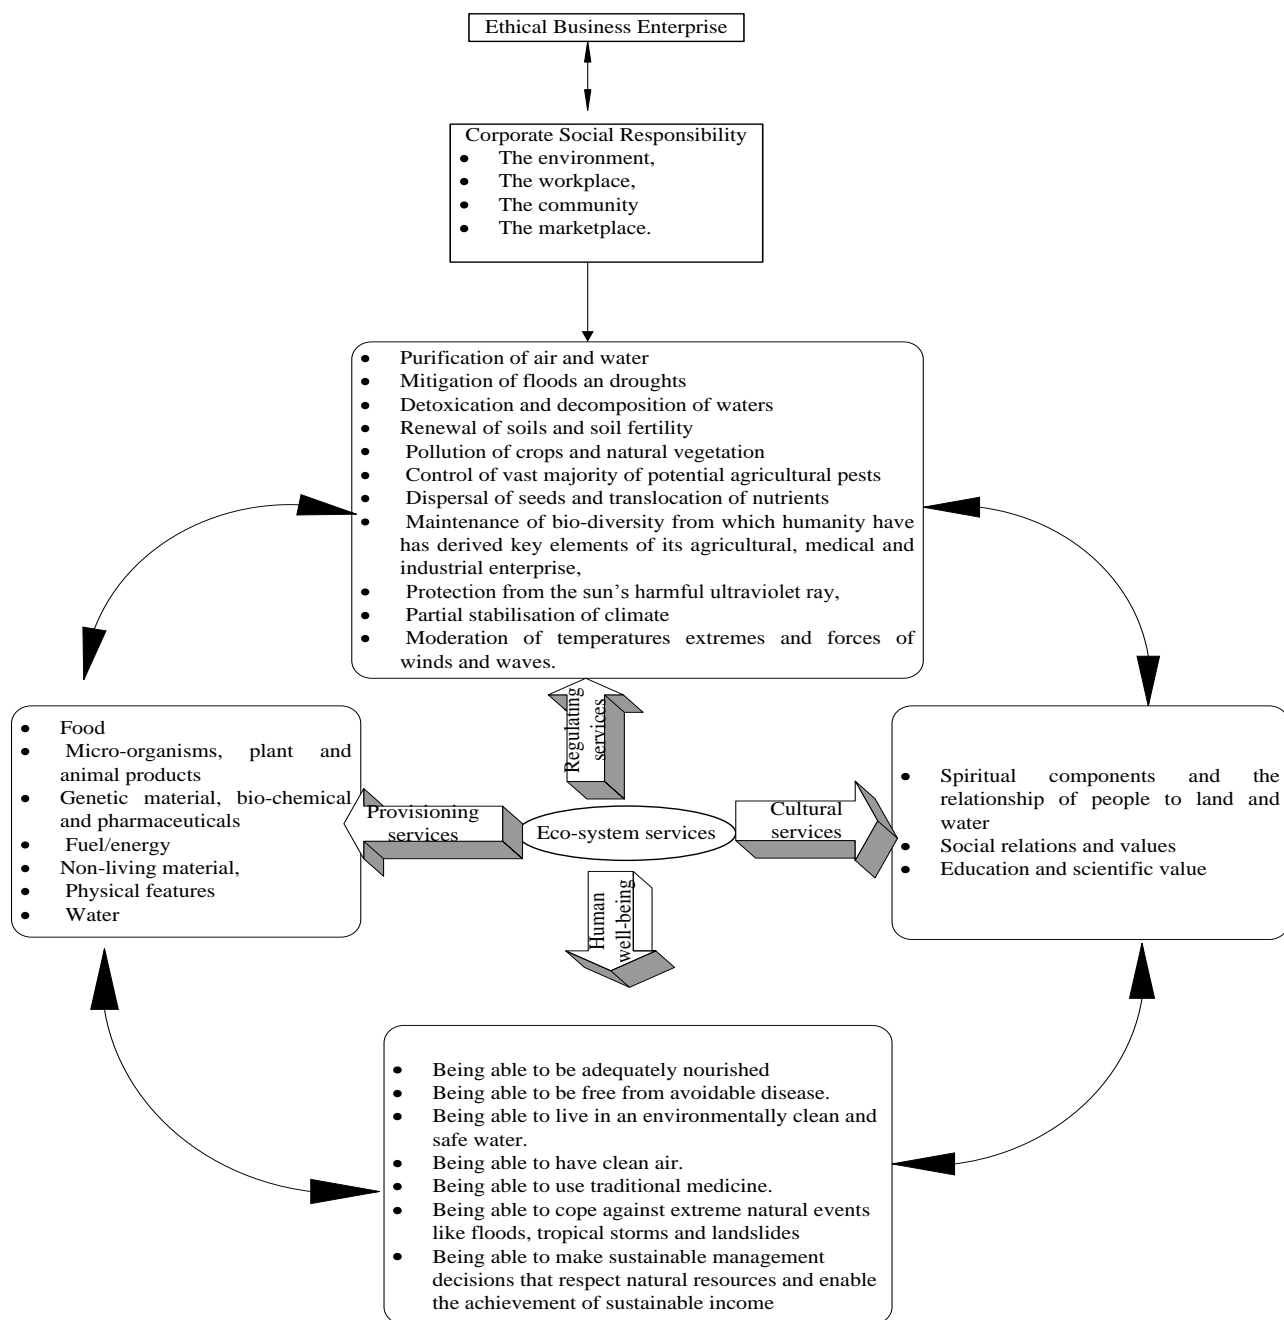 Ethical Business Enterprise
Corporate Social Responsibility
• The environment,
• The workplace,
• The community
• The marketplace.
• Purification of air and water
• Mitigation of floods an droughts
• Detoxication and decomposition of waters
• Renewal of soils and soil fertility
• Pollution of crops and natural vegetation
• Control of vast majority of potential agricultural pests
• Dispersal of seeds and translocation of nutrients
• Maintenance of bio-diversity from which humanity have
has derived key elements of its agricultural, medical and
industrial enterprise,
• Protection from the sun's harmful ultraviolet ray,
• Partial stabilisation of climate
• Moderation of temperatures extremes and forces of
winds and waves.
Regulating
services
• Food
• Micro-organisms, plant and
animal products
• Genetic material, bio-chemical
and pharmaceuticals
• Fuel/energy
• Non-living material,
• Physical features
• Water
Provisioning
services
Eco-system services
Cultural
services
• Spiritual components and the
relationship of people to land and
water
• Social relations and values
• Education and scientific value
Human
well-being
• Being able to be adequately nourished
• Being able to be free from avoidable disease.
• Being able to live in an environmentally clean and
safe water.
• Being able to have clean air.
• Being able to use traditional medicine.
• Being able to cope against extreme natural events
like floods, tropical storms and landslides
• Being able to make sustainable management
decisions that respect natural resources and enable
the achievement of sustainable income